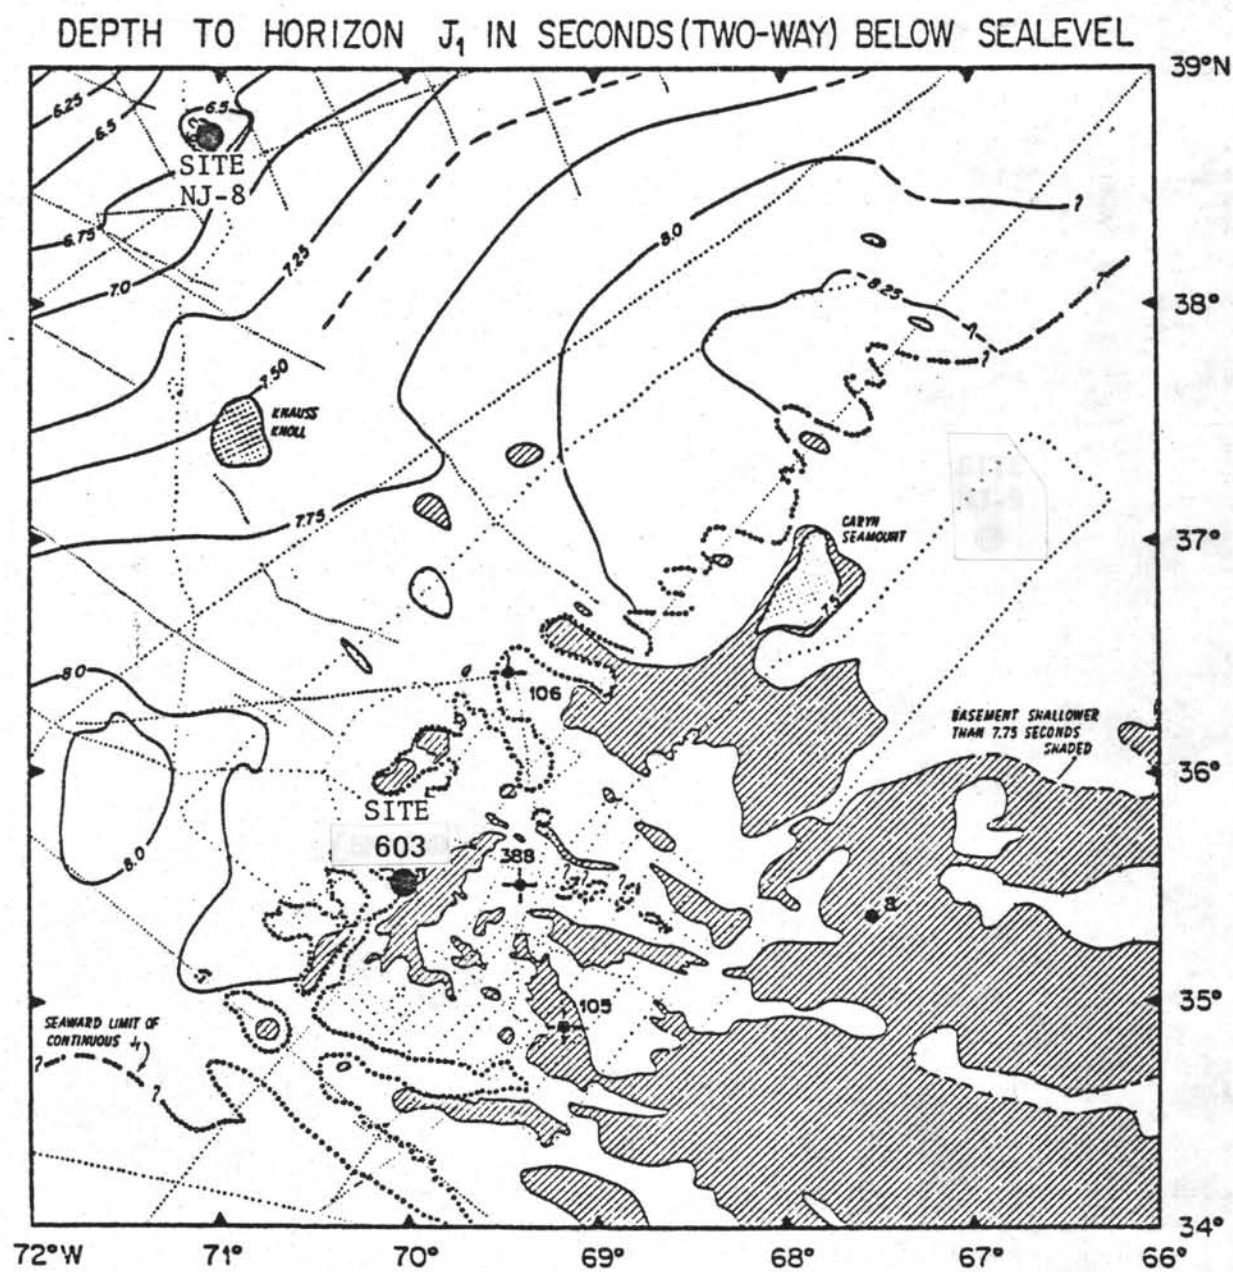 DEPTH TO HORIZON J₁ IN SECONDS (TWO-WAY) BELOW SEALEVEL
39°N
6.25
6.5
6.5
SITE
NJ-8
6.75
7.0
7.25
8.0
?
8.25
?
?
38°
7.50
KNAUSS
KNOLL
7.75
CARYN
SEAMOUNT
37°
7.5
8.0
106
BASEMENT SHALLOWER
THAN 7.75 SECONDS
SHADED
36°
SITE
603
388
8.0
8
35°
105
SEAWARD LIMIT OF
CONTINUOUS J₁
?
?
34°
72°W
71°
70°
69°
68°
67°
66°